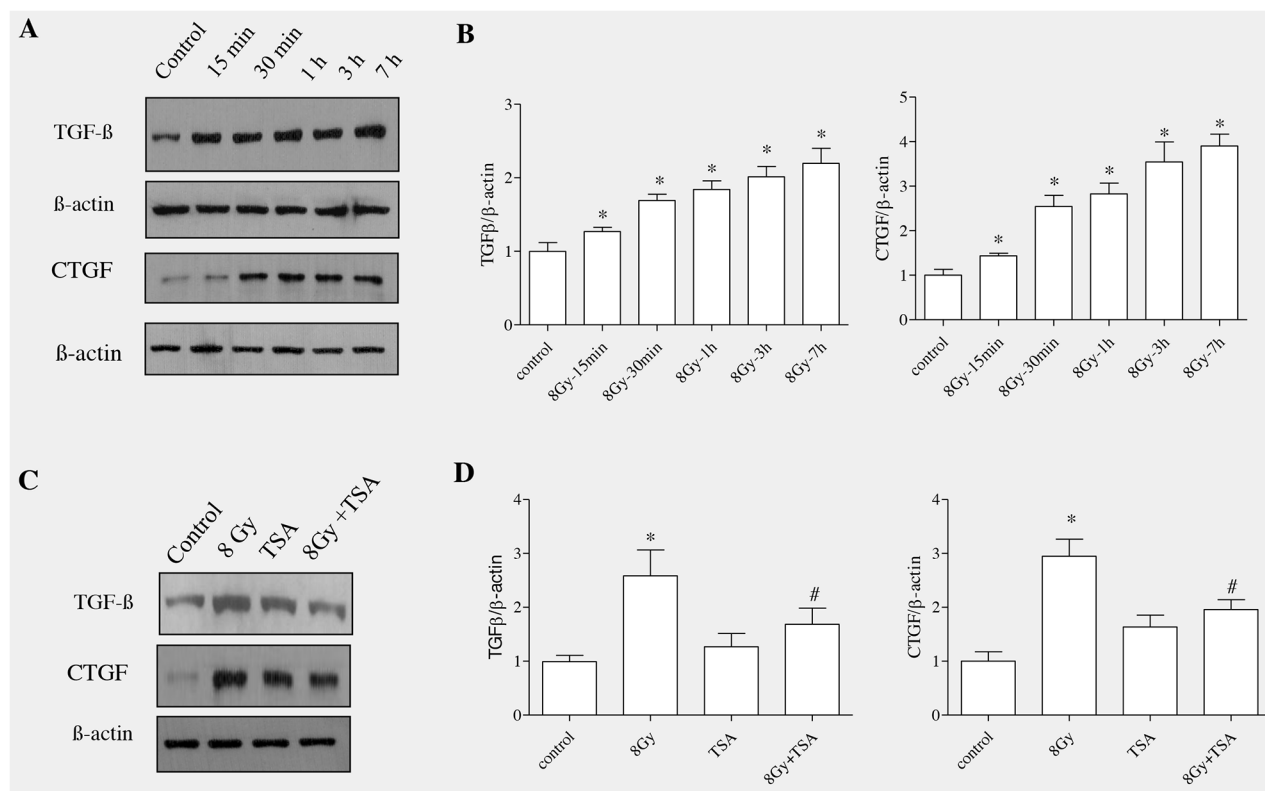 A
Control
15 min
30 min
1 h
3 h
7 h
TGF-ß
ß-actin
CTGF
ß-actin
B
TGFβ/β-actin
3
2
1
0
*
*
*
*
*
control
8Gy-15min
8Gy-30min
8Gy-1h
8Gy-3h
8Gy-7h
CTGF/β-actin
5
4
3
2
1
0
*
*
*
*
*
control
8Gy-15min
8Gy-30min
8Gy-1h
8Gy-3h
8Gy-7h
C
Control
8 Gy
TSA
8Gy +TSA
TGF-ß
CTGF
ß-actin
D
TGFβ/β-actin
4
3
2
1
0
*
#
control
8Gy
TSA
8Gy+TSA
CTGF/β-actin
4
3
2
1
0
*
#
control
8Gy
TSA
8Gy+TSA